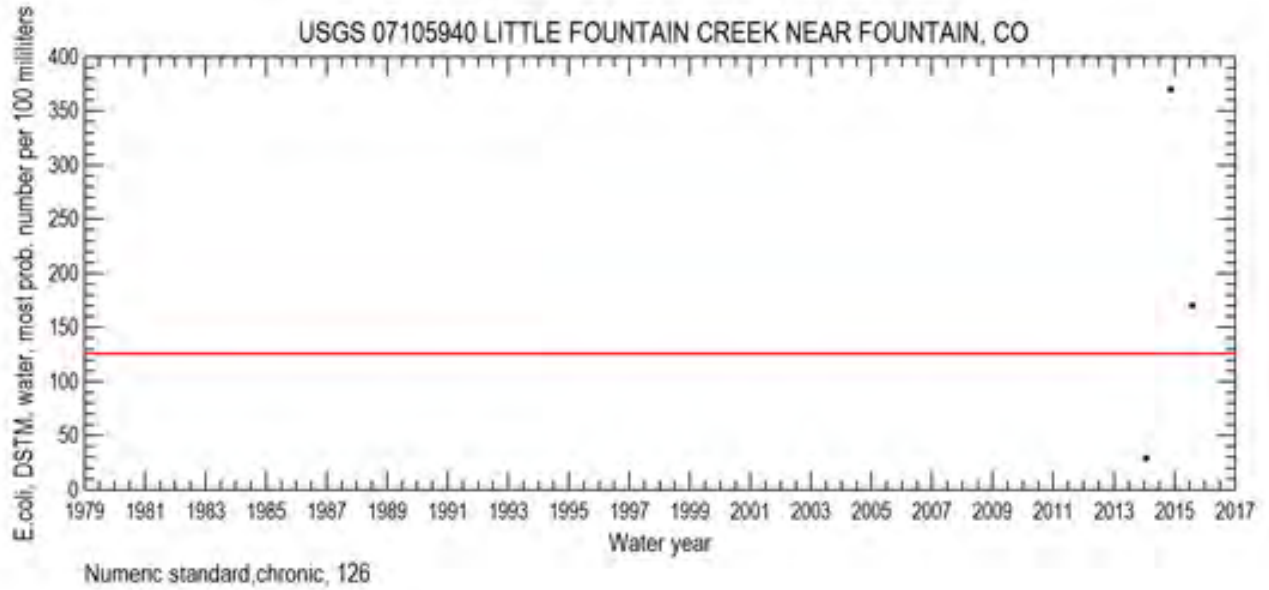 USGS 07105940 LITTLE FOUNTAIN CREEK NEAR FOUNTAIN, CO
E.coli, DSTM, water, most prob. number per 100 milliliters
400
350
300
250
200
150
100
50
0
1979 1981 1983 1985 1987 1989 1991 1993 1995 1997 1999 2001 2003 2005 2007 2009 2011 2013 2015 2017
Water year
Numeric standard,chronic, 126